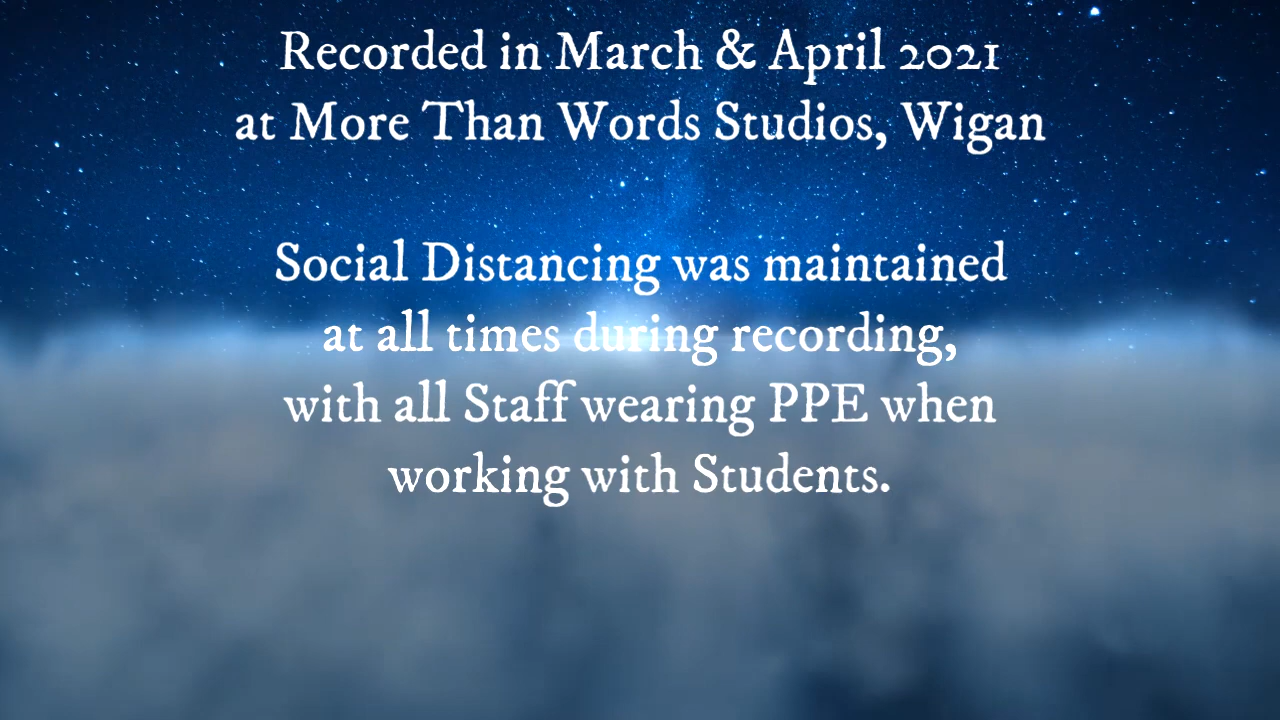 Recorded in March & April 2021
at More Than Words Studios, Wigan
Social Distancing was maintained
at all times during recording,
with all Staff wearing PPE when
working with Students.